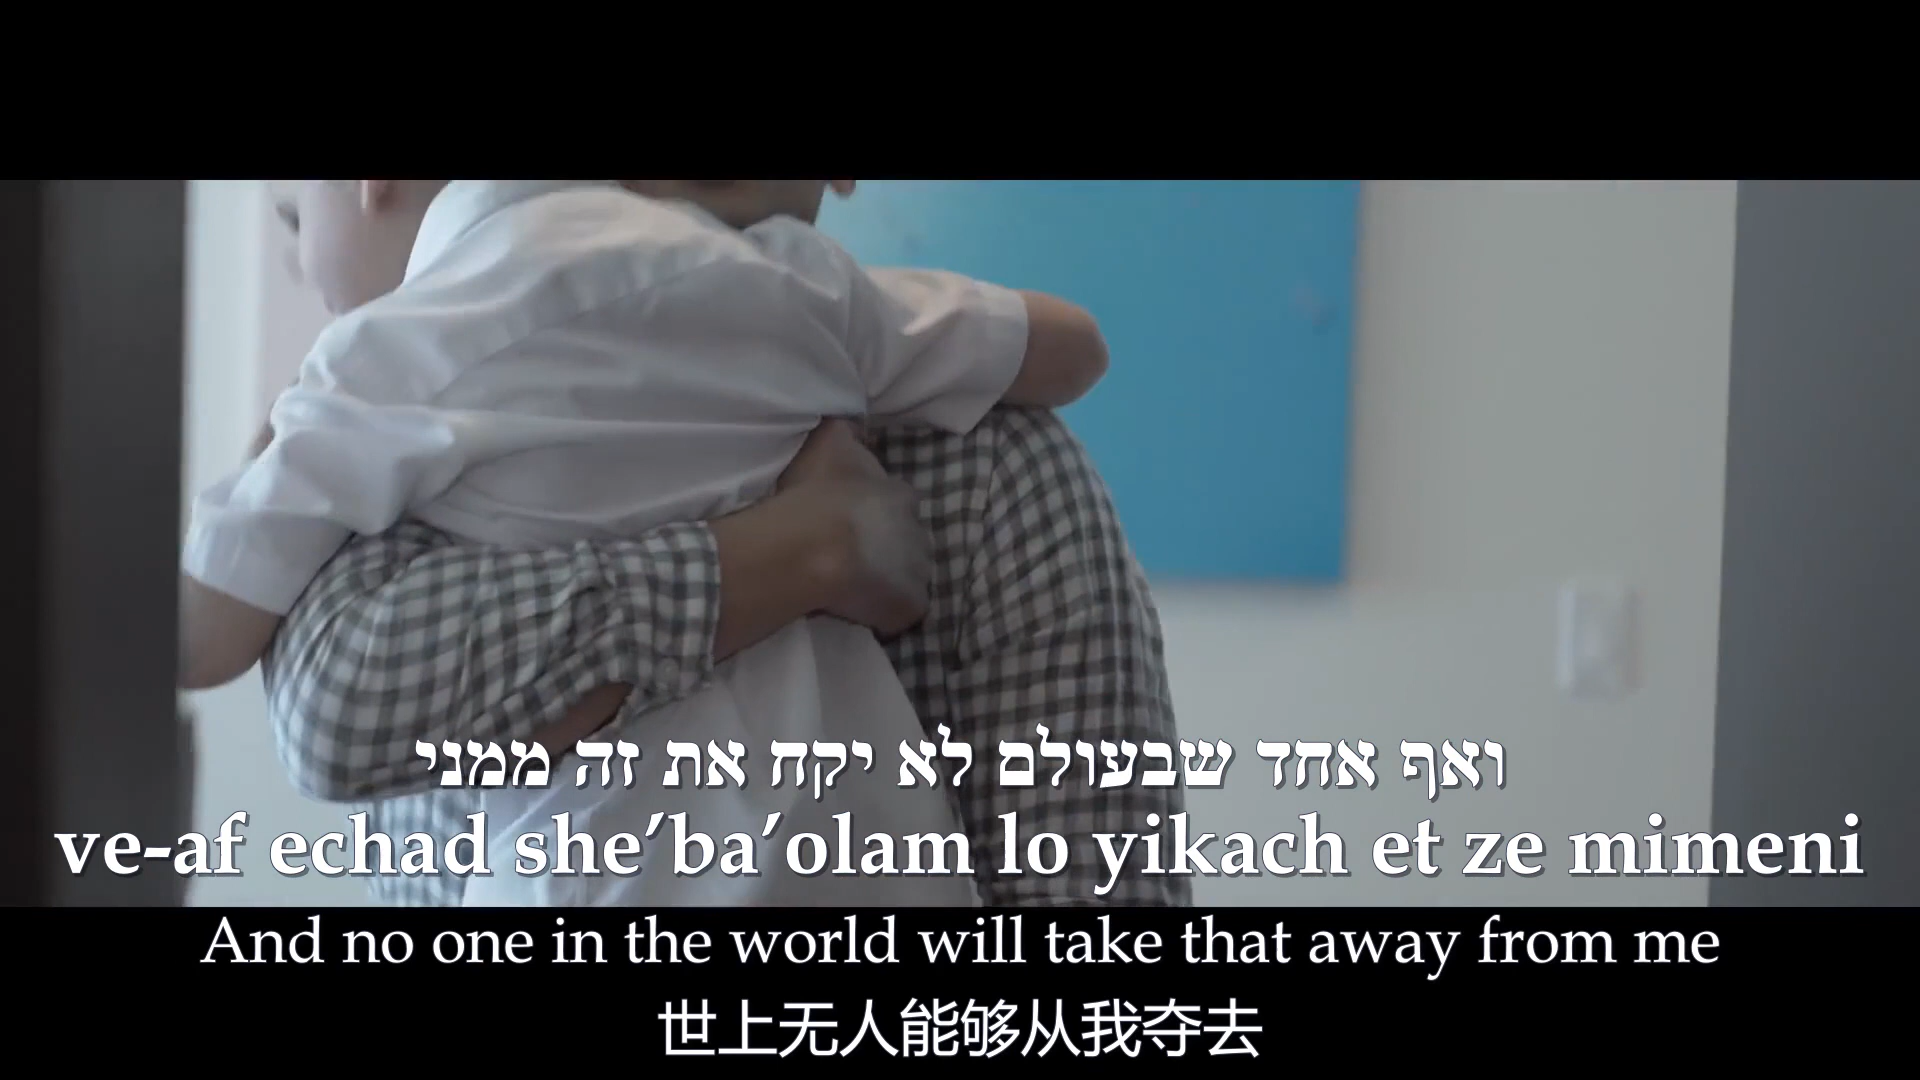 ואף אחד שבעולם לא יקח את זה ממני
ve-af echad she’ba’olam lo yikach et ze mimeni
And no one in the world will take that away from me
世上无人能够从我夺去